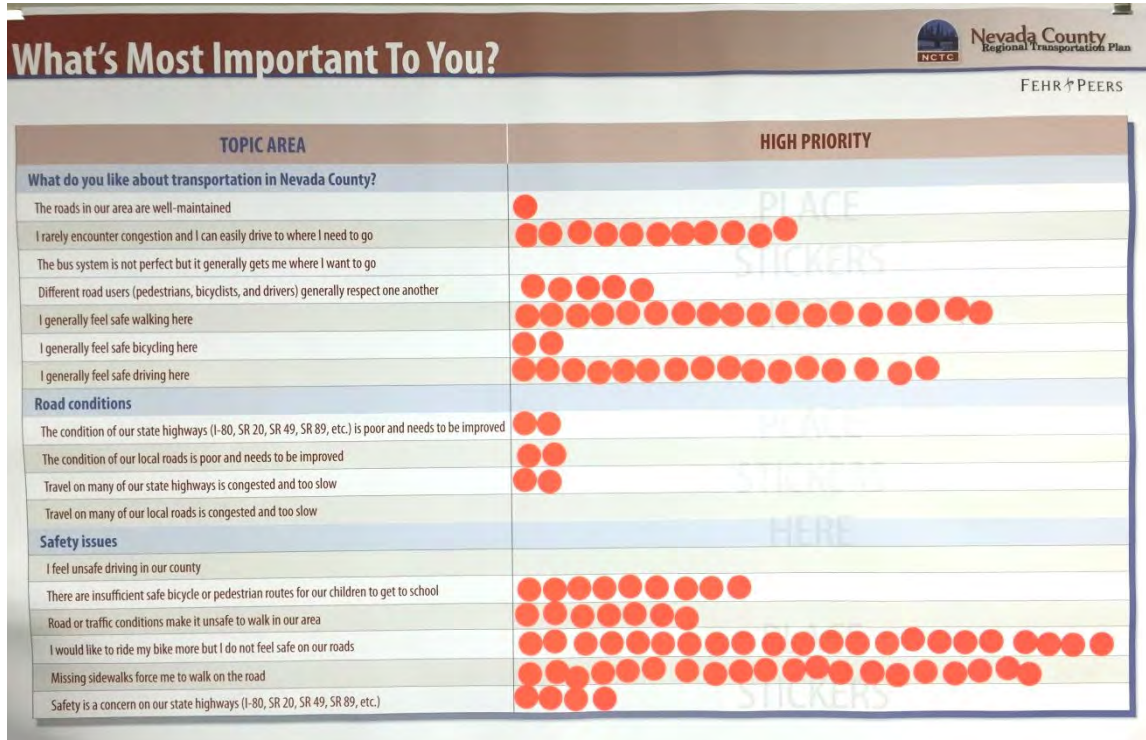 What's Most Important To You?
NCTC
Nevada County
Regional Transportation Plan
FEHR PEERS
TOPIC AREA
HIGH PRIORITY
What do you like about transportation in Nevada County?
The roads in our area are well-maintained
PLACE
I rarely encounter congestion and I can easily drive to where I need to go
The bus system is not perfect but it generally gets me where I want to go
STICKERS
Different road users (pedestrians, bicyclists, and drivers) generally respect one another
I generally feel safe walking here
I generally feel safe bicycling here
I generally feel safe driving here
Road conditions
The condition of our state highways (I-80, SR 20, SR 49, SR 89, etc.) is poor and needs to be improved
PLACE
The condition of our local roads is poor and needs to be improved
Travel on many of our state highways is congested and too slow
STICKERS
Travel on many of our local roads is congested and too slow
HERE
Safety issues
I feel unsafe driving in our county
There are insufficient safe bicycle or pedestrian routes for our children to get to school
Road or traffic conditions make it unsafe to walk in our area
I would like to ride my bike more but I do not feel safe on our roads
Missing sidewalks force me to walk on the road
Safety is a concern on our state highways (I-80, SR 20, SR 49, SR 89, etc.)
STICKERS